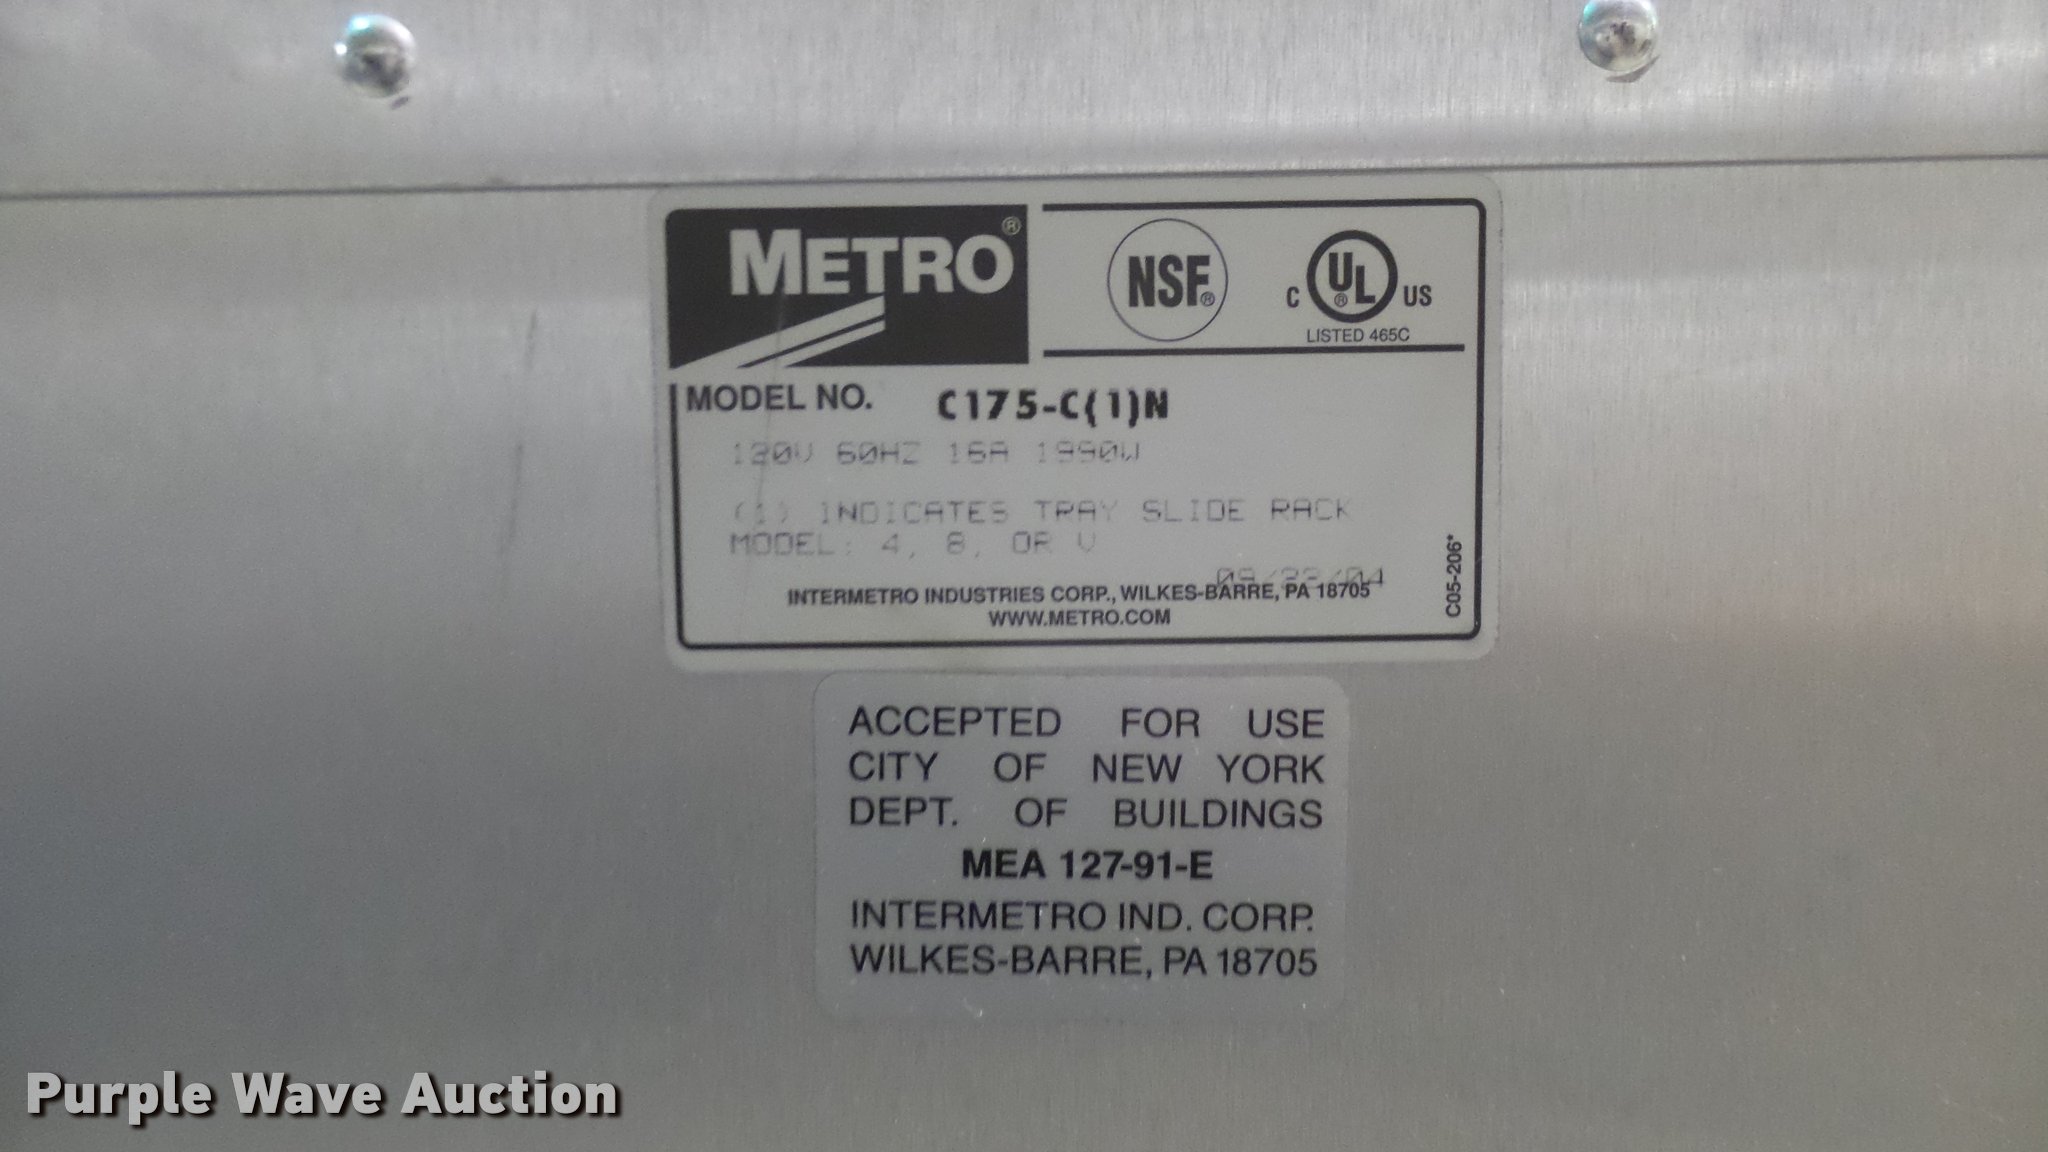 METRO®
NSF®
C UL® US
LISTED 465C
MODEL NO. C175-C(1)N
120V 60HZ 16A 1990W
(1) INDICATES TRAY SLIDE RACK
MODEL: 4, 8, OR V
09/22/04
INTERMETRO INDUSTRIES CORP., WILKES-BARRE, PA 18705
WWW.METRO.COM
C05-206*
ACCEPTED FOR USE
CITY OF NEW YORK
DEPT. OF BUILDINGS
MEA 127-91-E
INTERMETRO IND. CORP.
WILKES-BARRE, PA 18705
Purple Wave Auction